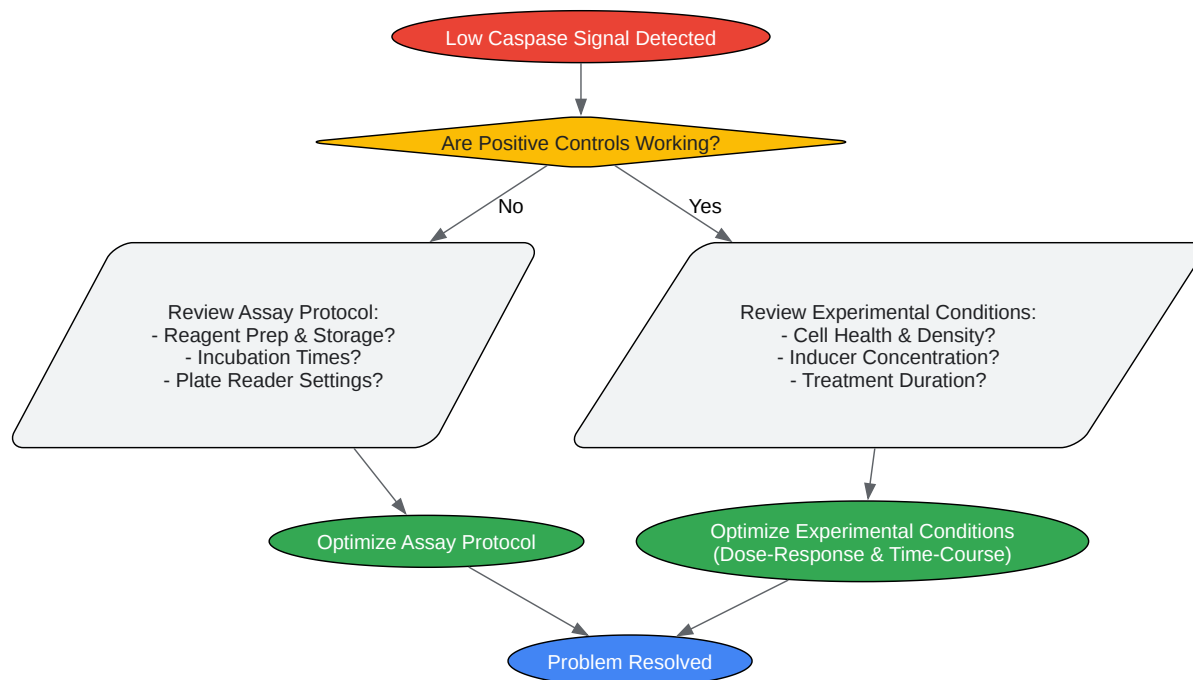 Low Caspase Signal Detected
Are Positive Controls Working?
No
Yes
Review Assay Protocol:
- Reagent Prep & Storage?
- Incubation Times?
- Plate Reader Settings?
Review Experimental Conditions:
- Cell Health & Density?
- Inducer Concentration?
- Treatment Duration?
Optimize Assay Protocol
Optimize Experimental Conditions
(Dose-Response & Time-Course)
Problem Resolved